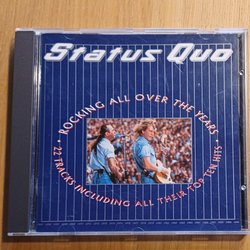 Status Quo
• ROCKING ALL OVER THE YEARS •
22 TRACKS INCLUDING ALL THEIR TOP TEN HITS